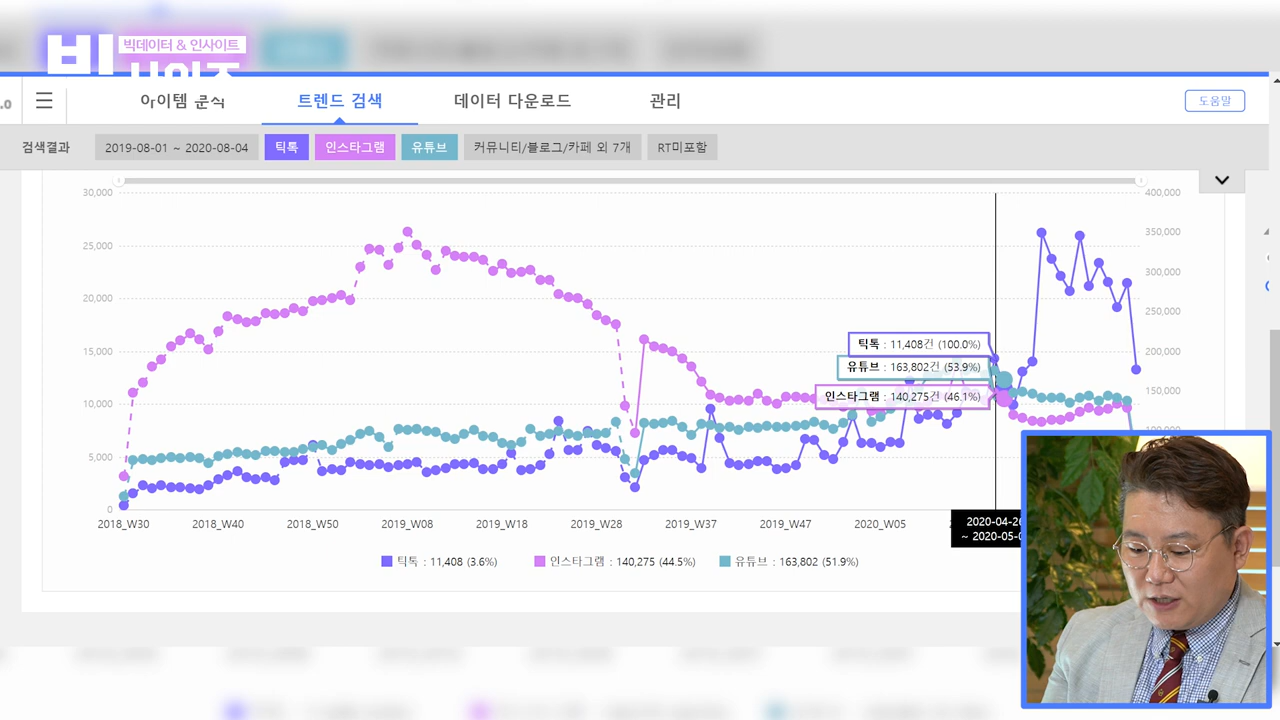 비
빅데이터 & 인사이트
.0
아이템 분석
트렌드 검색
데이터 다운로드
관리
도움말
검색결과
2019-08-01 ~ 2020-08-04
틱톡
인스타그램
유튜브
커뮤니티/블로그/카페 외 7개
RT미포함
30,000
25,000
20,000
15,000
10,000
5,000
0
400,000
350,000
300,000
250,000
200,000
150,000
틱톡 : 11,408건 (100.0%)
유튜브 : 163,802건 (53.9%)
인스타그램 : 140,275건 (46.1%)
2018_W30
2018_W40
2018_W50
2019_W08
2019_W18
2019_W28
2019_W37
2019_W47
2020_W05
2020-04-26
~ 2020-05-0
틱톡 : 11,408 (3.6%)
인스타그램 : 140,275 (44.5%)
유튜브 : 163,802 (51.9%)